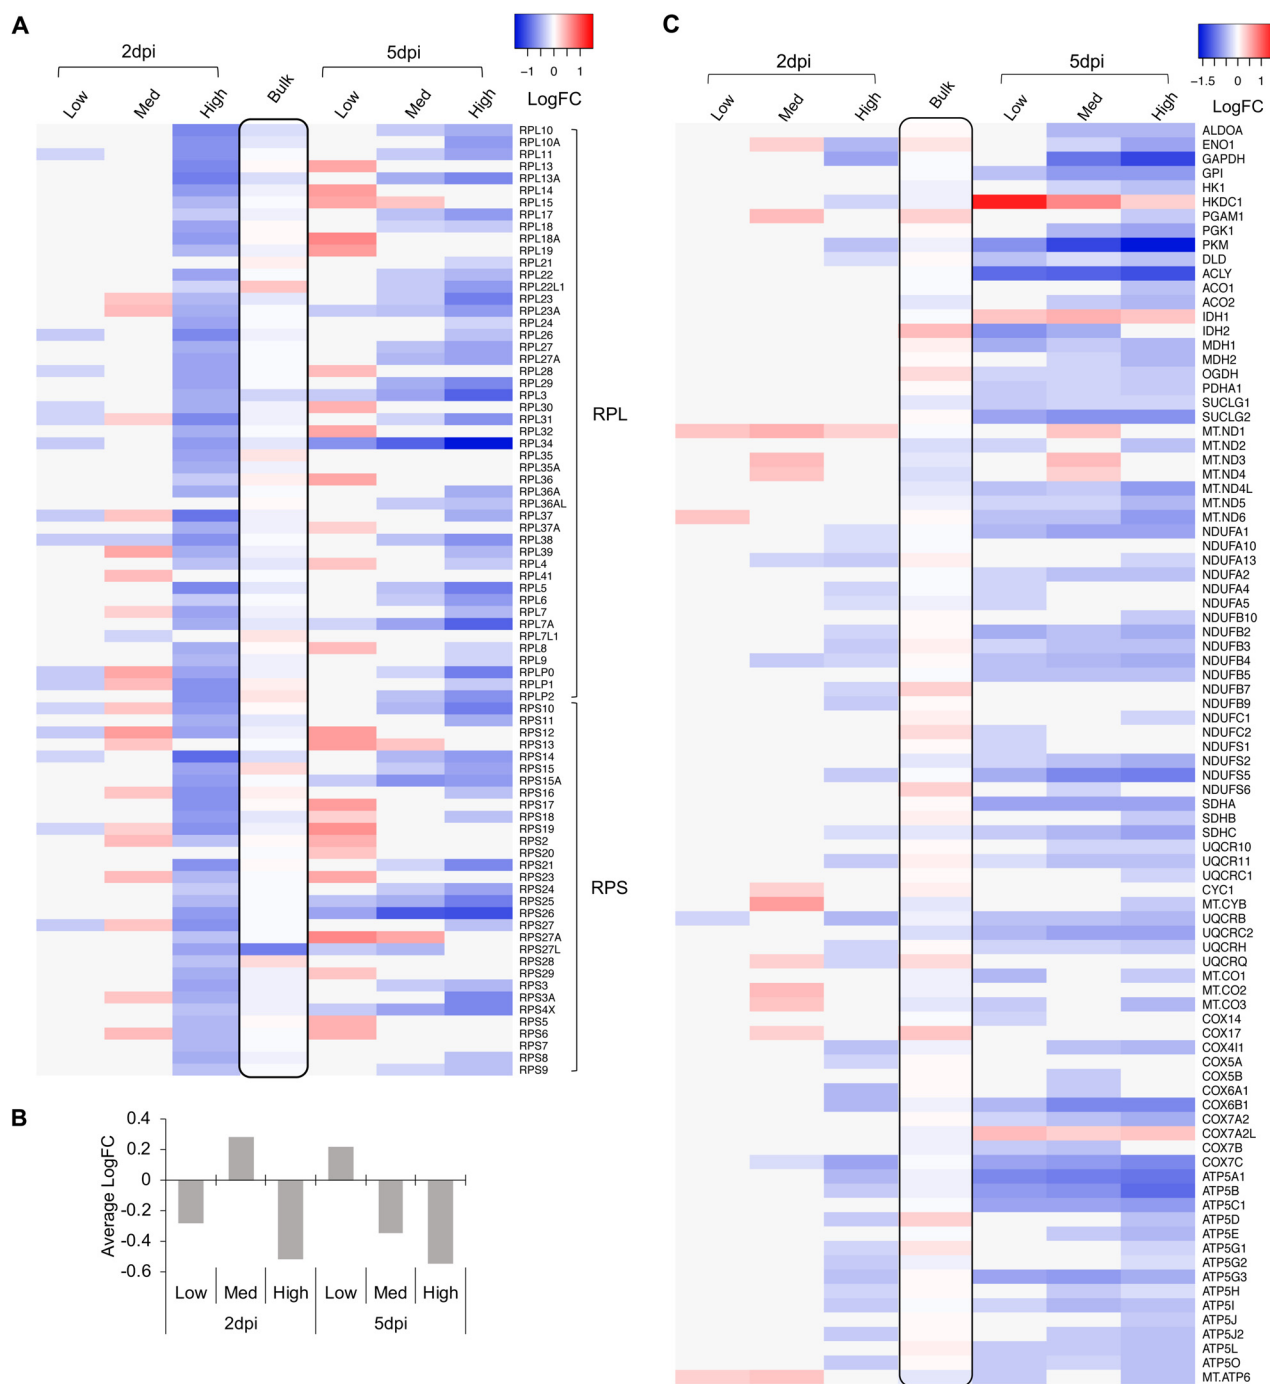 A
2dpi
5dpi
Low
Med
High
Bulk
Low
Med
High
−1 0 1
LogFC
RPL10
RPL10A
RPL11
RPL13
RPL13A
RPL14
RPL15
RPL17
RPL18
RPL18A
RPL19
RPL21
RPL22
RPL22L1
RPL23
RPL23A
RPL24
RPL26
RPL27
RPL27A
RPL28
RPL29
RPL3
RPL30
RPL31
RPL32
RPL34
RPL35
RPL35A
RPL36
RPL36A
RPL36AL
RPL37
RPL37A
RPL38
RPL39
RPL4
RPL41
RPL5
RPL6
RPL7
RPL7A
RPL7L1
RPL8
RPL9
RPLP0
RPLP1
RPLP2
RPS10
RPS11
RPS12
RPS13
RPS14
RPS15
RPS15A
RPS16
RPS17
RPS18
RPS19
RPS2
RPS20
RPS21
RPS23
RPS24
RPS25
RPS26
RPS27
RPS27A
RPS27L
RPS28
RPS29
RPS3
RPS3A
RPS4X
RPS5
RPS6
RPS7
RPS8
RPS9
RPL
RPS
B
Average LogFC
0.4
0.2
0
-0.2
-0.4
-0.6
Low Med High Low Med High
2dpi 5dpi
C
2dpi
5dpi
Low
Med
High
Bulk
Low
Med
High
−1.5 0 1
LogFC
ALDOA
ENO1
GAPDH
GPI
HK1
HKDC1
PGAM1
PGK1
PKM
DLD
ACLY
ACO1
ACO2
IDH1
IDH2
MDH1
MDH2
OGDH
PDHA1
SUCLG1
SUCLG2
MT.ND1
MT.ND2
MT.ND3
MT.ND4
MT.ND4L
MT.ND5
MT.ND6
NDUFA1
NDUFA10
NDUFA13
NDUFA2
NDUFA4
NDUFA5
NDUFB10
NDUFB2
NDUFB3
NDUFB4
NDUFB5
NDUFB7
NDUFB9
NDUFC1
NDUFC2
NDUFS1
NDUFS2
NDUFS5
NDUFS6
SDHA
SDHB
SDHC
UQCR10
UQCR11
UQCRC1
CYC1
MT.CYB
UQCRB
UQCRC2
UQCRH
UQCRQ
MT.CO1
MT.CO2
MT.CO3
COX14
COX17
COX4I1
COX5A
COX5B
COX6A1
COX6B1
COX7A2
COX7A2L
COX7B
COX7C
ATP5A1
ATP5B
ATP5C1
ATP5D
ATP5E
ATP5G1
ATP5G2
ATP5G3
ATP5H
ATP5I
ATP5J
ATP5J2
ATP5L
ATP5O
MT.ATP6